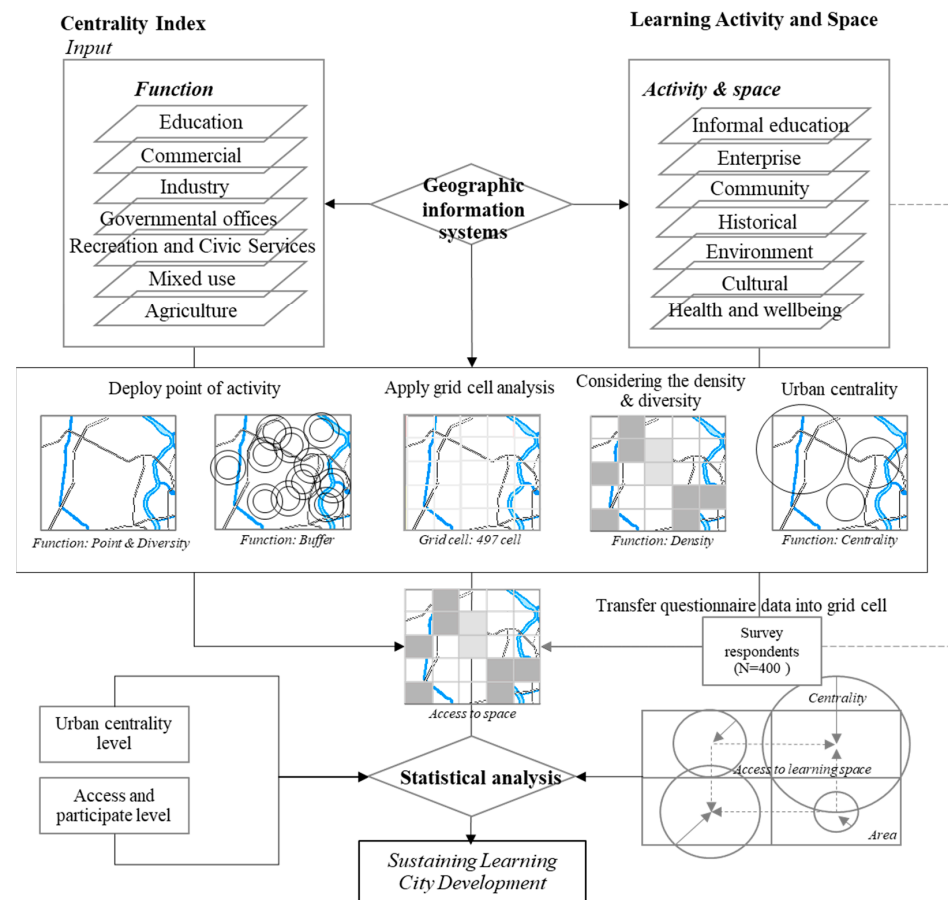 Centrality Index
Input
Function
Education
Commercial
Industry
Governmental offices
Recreation and Civic Services
Mixed use
Agriculture
Geographic
information
systems
Learning Activity and Space
Activity & space
Informal education
Enterprise
Community
Historical
Environment
Cultural
Health and wellbeing
Deploy point of activity
Apply grid cell analysis
Considering the density
& diversity
Urban centrality
Function: Point & Diversity
Function: Buffer
Grid cell: 497 cell
Function: Density
Function: Centrality
Transfer questionnaire data into grid cell
Survey
respondents
(N=400 )
Access to space
Urban centrality
level
Access and
participate level
Statistical analysis
Centrality
Access to learning space
Area
Sustaining Learning
City Development